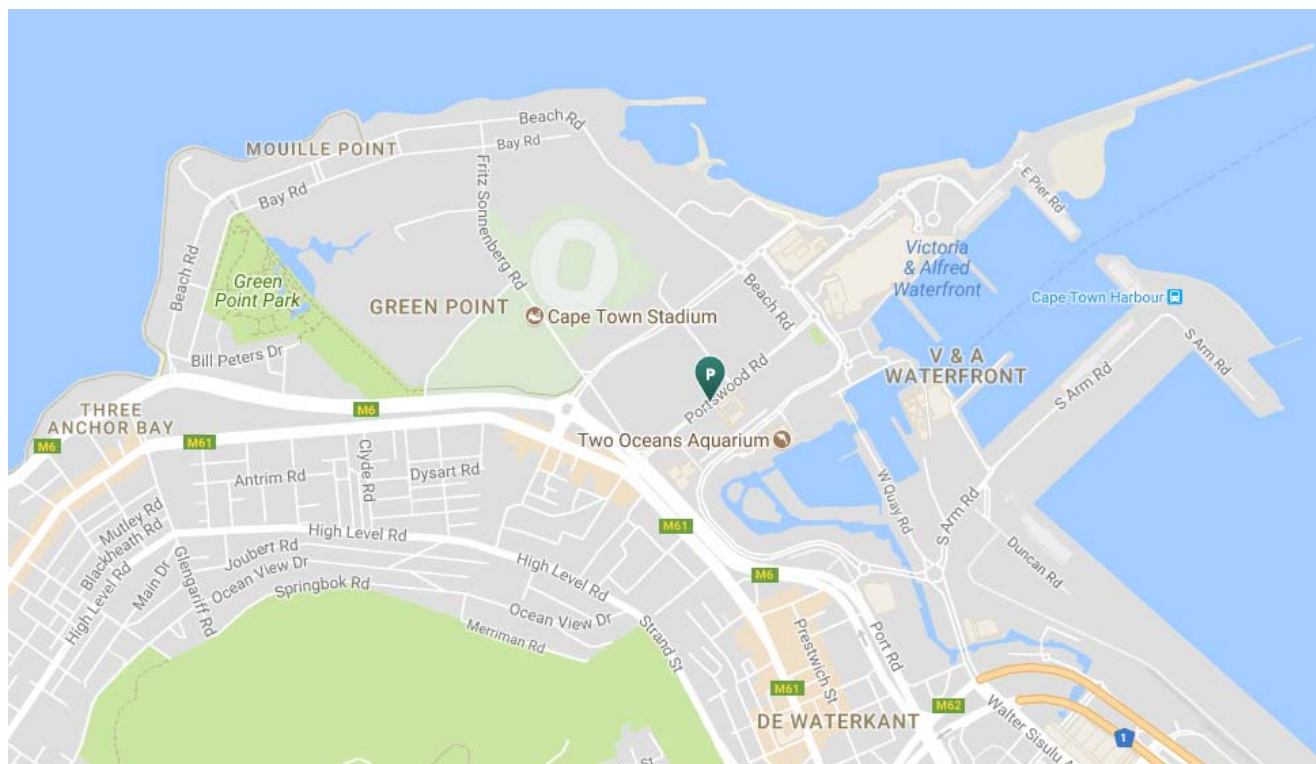 Beach Rd
Bay Rd
MOUILLE POINT
Bay Rd
Fritz Sonnenberg Rd
E Pier Rd
Beach Rd
Green
Point Park
GREEN POINT
Cape Town Stadium
Beach Rd
Victoria
& Alfred
Waterfront
Cape Town Harbour
S Arm Rd
Bill Peters Dr
P
Portswood Rd
V & A
WATERFRONT
S Arm Rd
M6
THREE
ANCHOR BAY
M6
M61
Two Oceans Aquarium
Clyde Rd
Dysart Rd
Antrim Rd
W Quay Rd
S Arm Rd
Mutley Rd
Blackheath Rd
High Level Rd
Main Dr
Glengariff Rd
Joubert Rd
Ocean View Dr
Springbok Rd
High Level Rd
High Level Rd
M61
Duncan Rd
M6
Ocean View Dr
Merriman Rd
Strand St
Prestwich St
Port Rd
M61
DE WATERKANT
M62
Walter Sisulu A
1